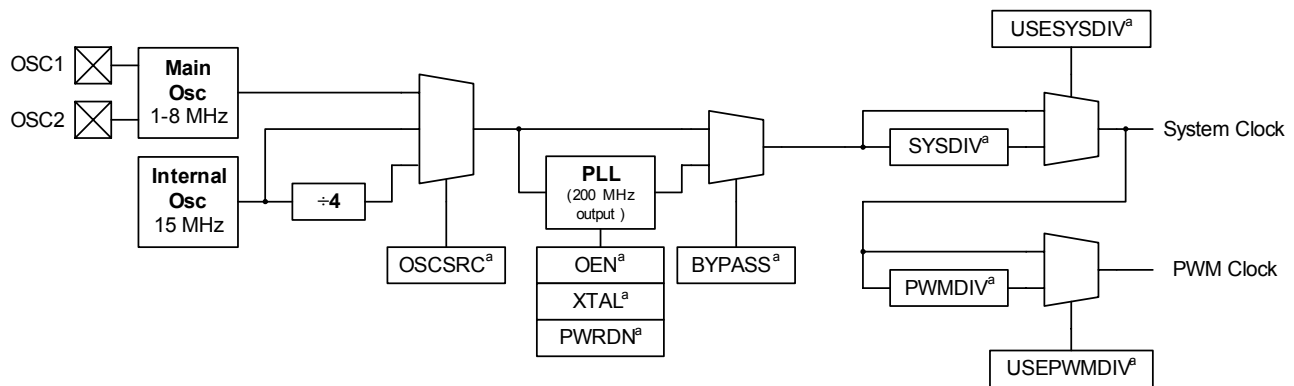 USESYSDIVᵃ
OSC1
OSC2
Main
Osc
1-8 MHz
Internal
Osc
15 MHz
÷4
OSCSRCᵃ
PLL
(200 MHz
output )
OENᵃ
XTALᵃ
PWRDNᵃ
BYPASSᵃ
SYSDIVᵃ
System Clock
PWMDIVᵃ
PWM Clock
USEPWMDIVᵃ